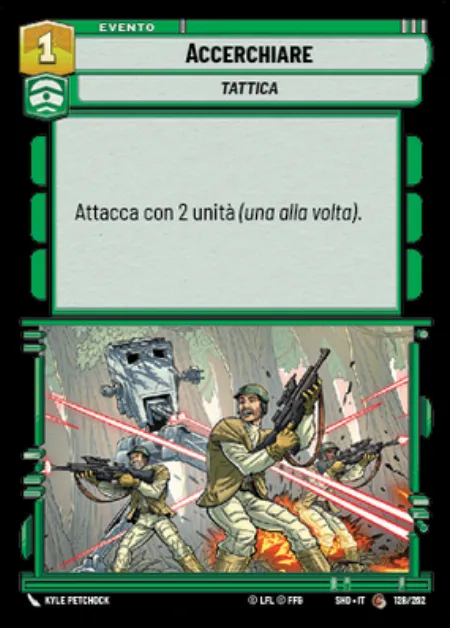 EVENTO
1
ACCERCHIARE
TATTICA
Attacca con 2 unità (una alla volta).
KYLE PETCHOCK
© LFL © FFG
SHD • IT
128/262